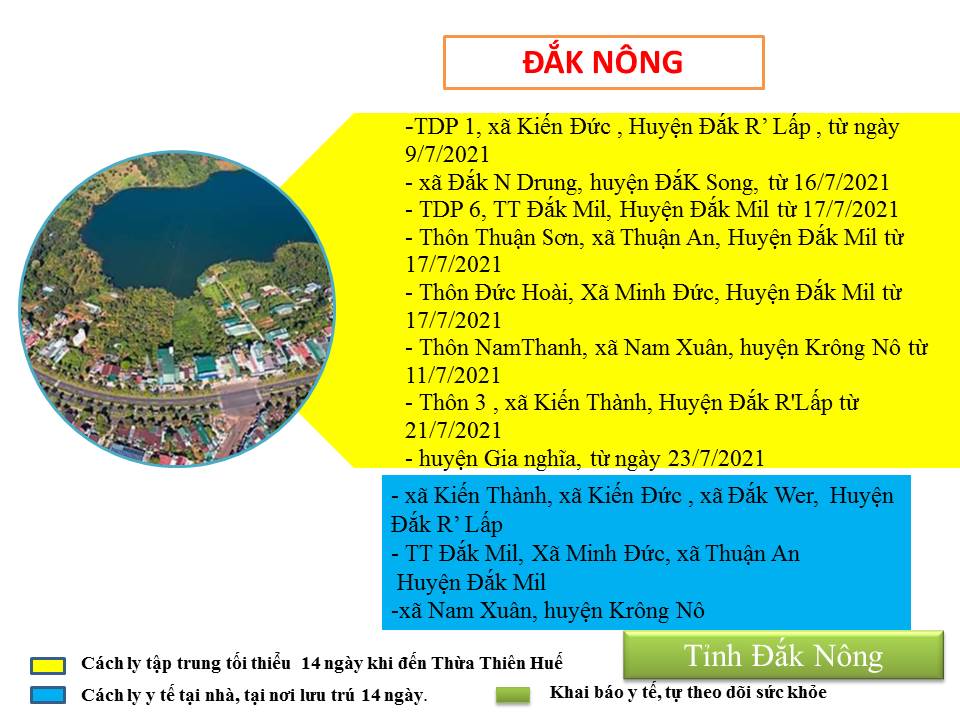 ĐẮK NÔNG
-TDP 1, xã Kiến Đức , Huyện Đắk R’ Lấp , từ ngày
9/7/2021
- xã Đắk N Drung, huyện ĐắK Song, từ 16/7/2021
- TDP 6, TT Đắk Mil, Huyện Đắk Mil từ 17/7/2021
- Thôn Thuận Sơn, xã Thuận An, Huyện Đắk Mil từ
17/7/2021
- Thôn Đức Hoài, Xã Minh Đức, Huyện Đắk Mil từ
17/7/2021
- Thôn NamThanh, xã Nam Xuân, huyện Krông Nô từ
11/7/2021
- Thôn 3 , xã Kiến Thành, Huyện Đắk R'Lấp từ
21/7/2021
- huyện Gia nghĩa, từ ngày 23/7/2021
- xã Kiến Thành, xã Kiến Đức , xã Đắk Wer, Huyện
Đắk R’ Lấp
- TT Đắk Mil, Xã Minh Đức, xã Thuận An
Huyện Đắk Mil
-xã Nam Xuân, huyện Krông Nô
Tỉnh Đắk Nông
Cách ly tập trung tối thiểu 14 ngày khi đến Thừa Thiên Huế
Cách ly y tế tại nhà, tại nơi lưu trú 14 ngày.
Khai báo y tế, tự theo dõi sức khỏe